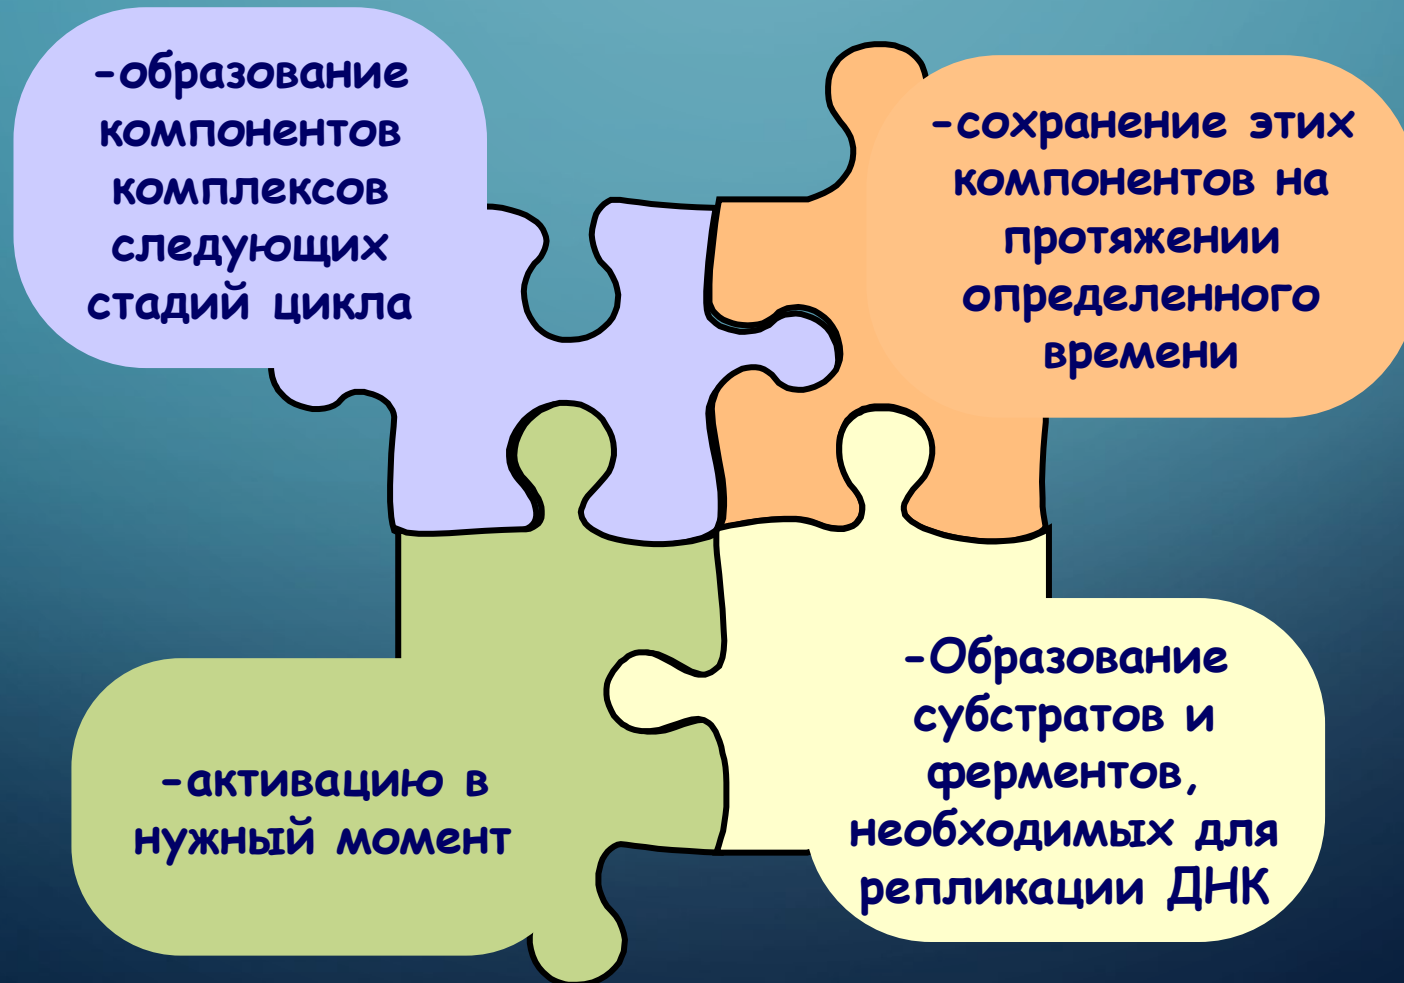 -образование
компонентов
комплексов
следующих
стадий цикла
-сохранение этих
компонентов на
протяжении
определенного
времени
-активацию в
нужный момент
-Образование
субстратов и
ферментов,
необходимых для
репликации ДНК